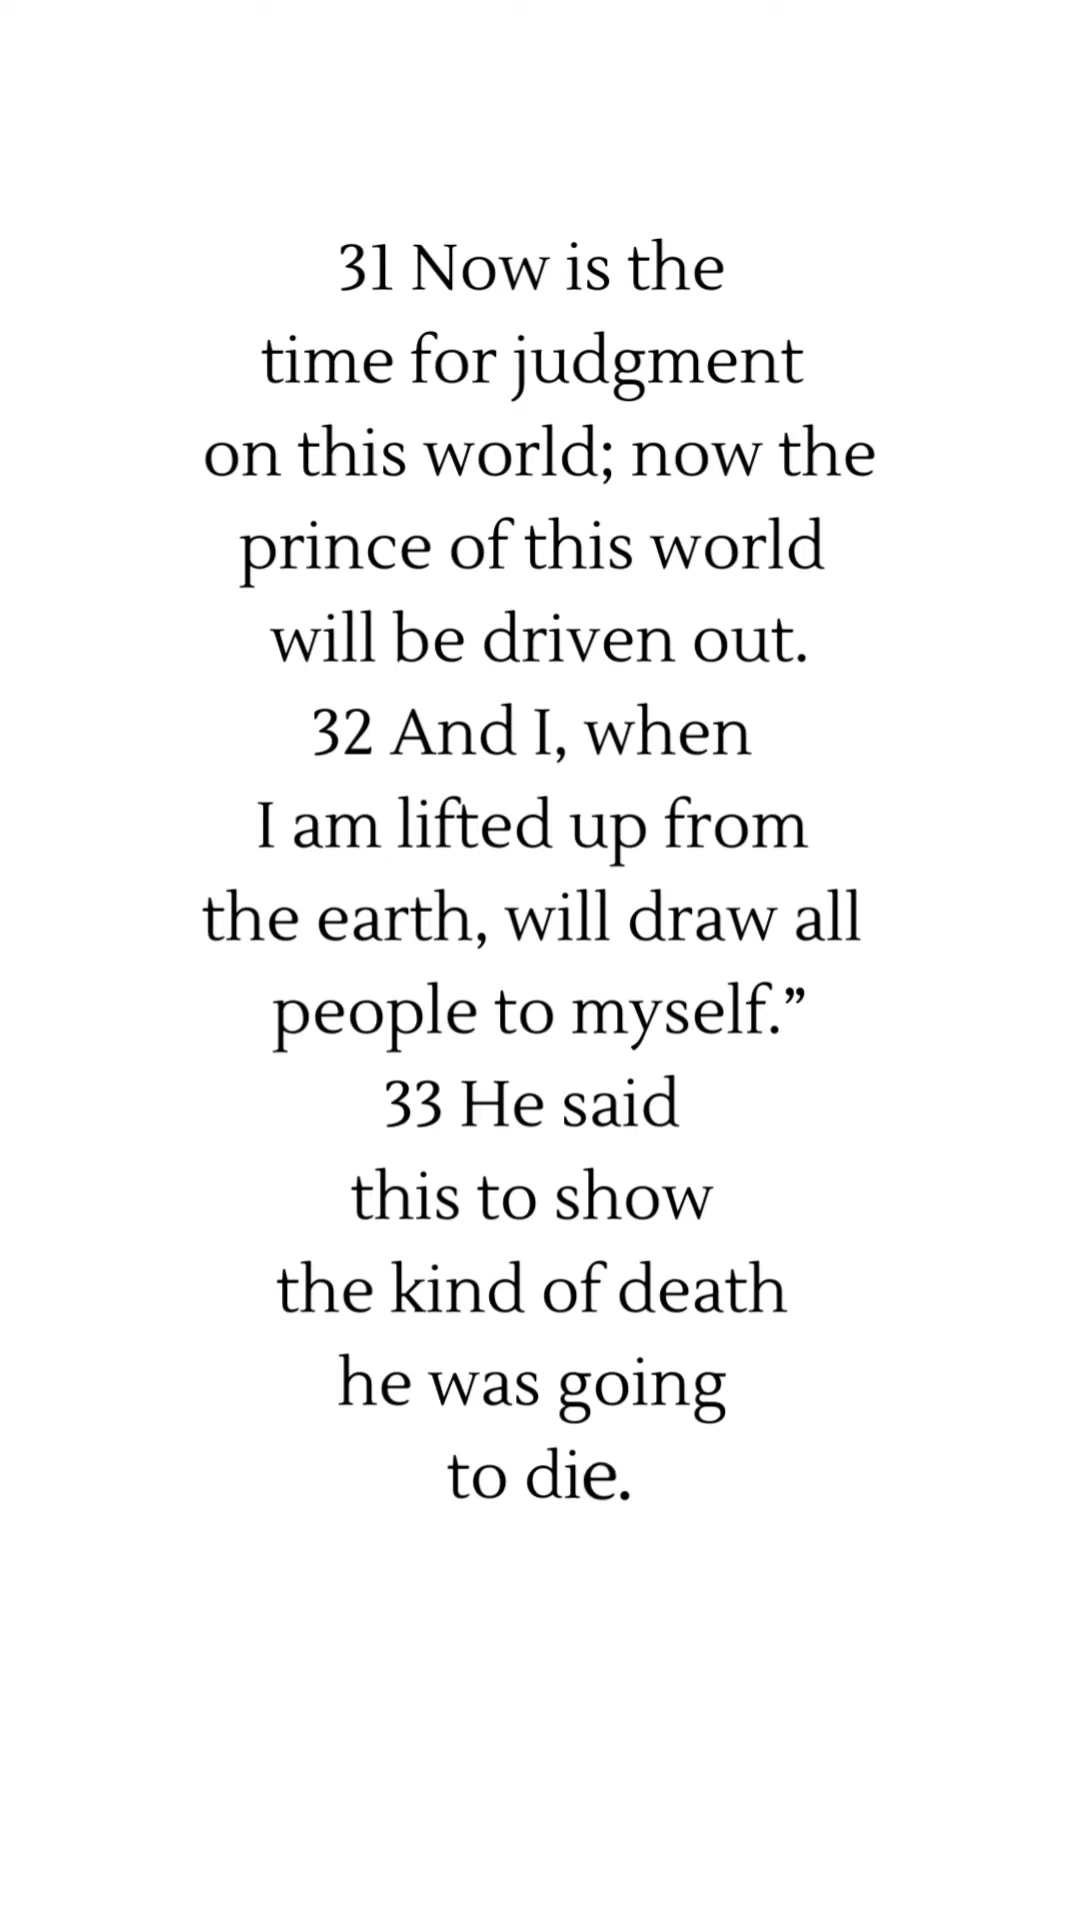 31 Now is the
time for judgment
on this world; now the
prince of this world
will be driven out.
32 And I, when
I am lifted up from
the earth, will draw all
people to myself.”
33 He said
this to show
the kind of death
he was going
to die.